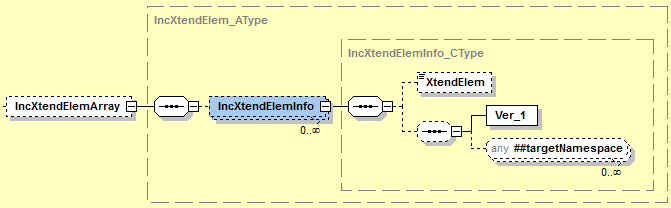 IncXtendElem_AType
IncXtendElemInfo_CType
IncXtendElemArray
IncXtendElemInfo
0..∞
XtendElem
Ver_1
any ##targetNamespace
0..∞